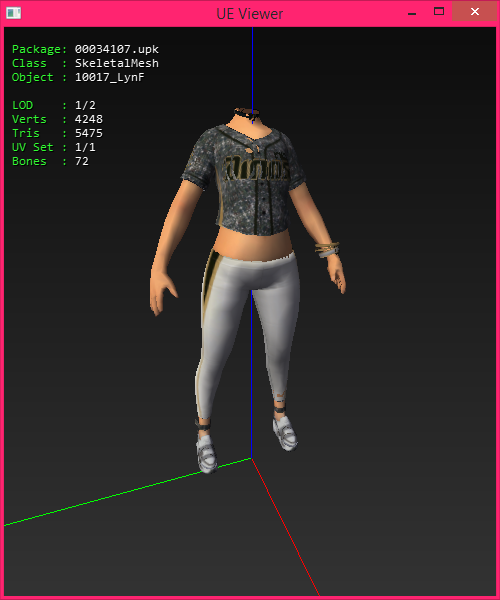 UE Viewer
Package: 00034107.upk
Class : SkeletalMesh
Object : 10017_LynF
LOD : 1/2
Verts : 4248
Tris : 5475
UV Set : 1/1
Bones : 72